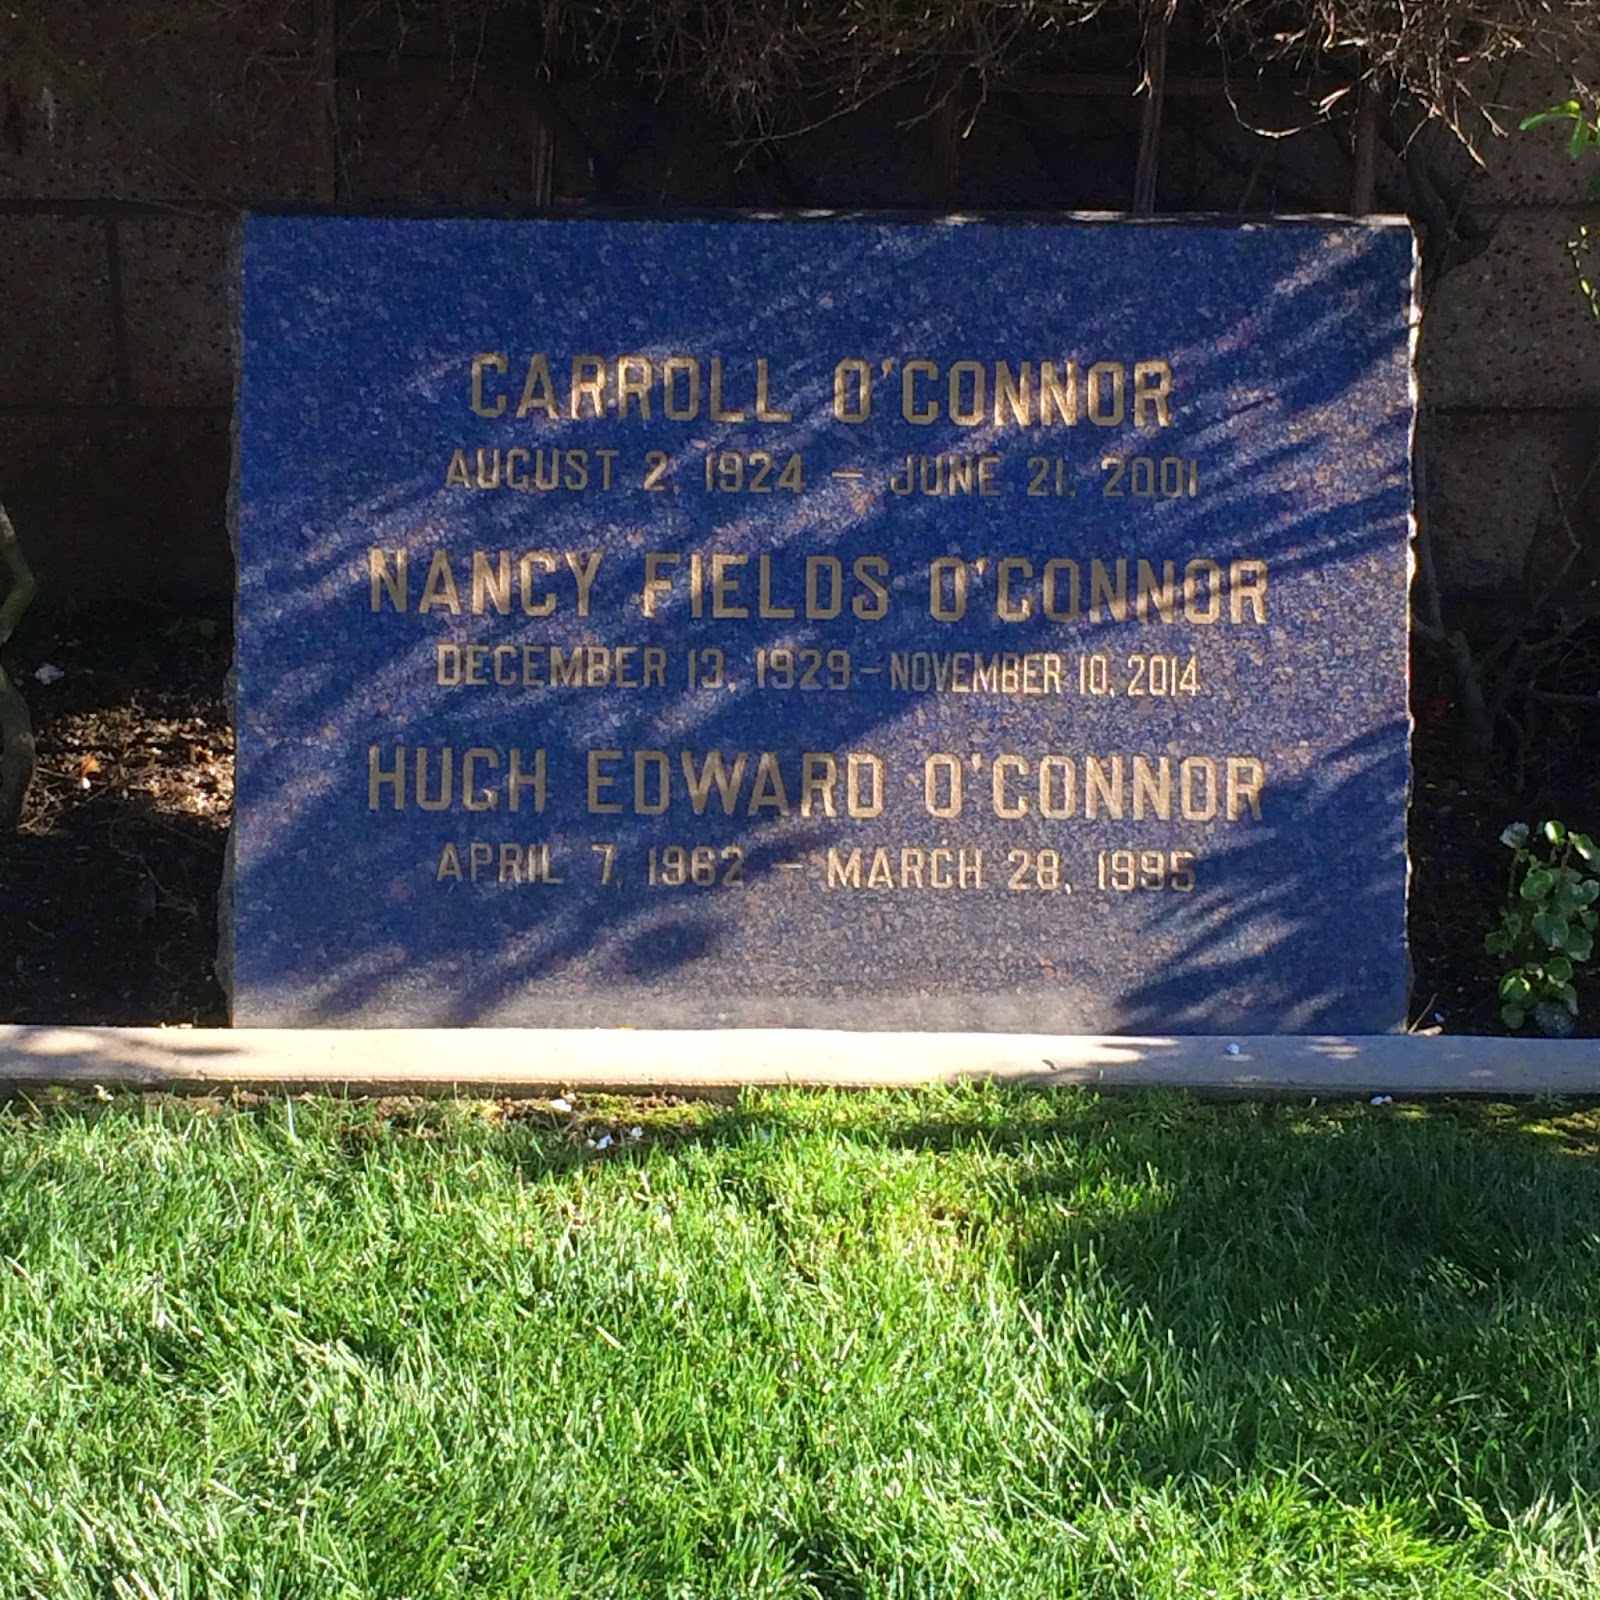 CARROLL O'CONNOR
AUGUST 2, 1924 – JUNE 21, 2001
NANCY FIELDS O'CONNOR
DECEMBER 13, 1929 – NOVEMBER 10, 2014
HUGH EDWARD O'CONNOR
APRIL 7, 1962 – MARCH 28, 1995